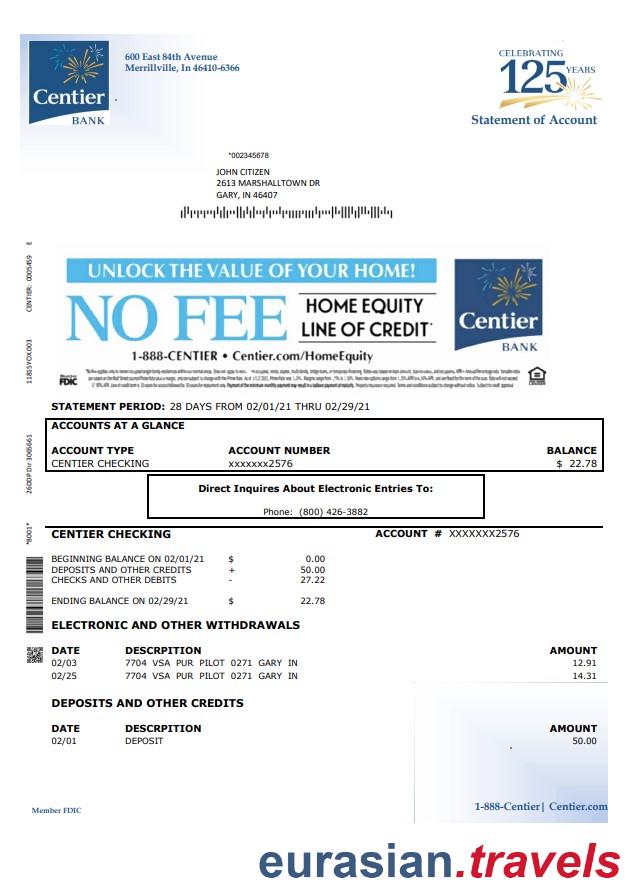 Centier
BANK
600 East 84th Avenue
Merrillville, In 46410-6366
CELEBRATING
125 YEARS
Statement of Account
*002345678
JOHN CITIZEN
2613 MARSHALLTOWN DR
GARY, IN 46407
CENTIER: 0005459 E
11815YOX.003
260DPDhr3065661
*8001*
UNLOCK THE VALUE OF YOUR HOME!
NO FEE HOME EQUITY
LINE OF CREDIT*
1-888-CENTIER • Centier.com/HomeEquity
Centier
BANK
Member
FDIC
STATEMENT PERIOD: 28 DAYS FROM 02/01/21 THRU 02/29/21
ACCOUNTS AT A GLANCE
ACCOUNT TYPE ACCOUNT NUMBER BALANCE
CENTIER CHECKING xxxxxxx2576 $ 22.78
Direct Inquires About Electronic Entries To:
Phone: (800) 426-3882
CENTIER CHECKING ACCOUNT # XXXXXXX2576
BEGINNING BALANCE ON 02/01/21 $ 0.00
DEPOSITS AND OTHER CREDITS + 50.00
CHECKS AND OTHER DEBITS - 27.22
ENDING BALANCE ON 02/29/21 $ 22.78
ELECTRONIC AND OTHER WITHDRAWALS
DATE DESCRPITION AMOUNT
02/03 7704 VSA PUR PILOT 0271 GARY IN 12.91
02/25 7704 VSA PUR PILOT 0271 GARY IN 14.31
DEPOSITS AND OTHER CREDITS
DATE DESCRPITION AMOUNT
02/01 DEPOSIT 50.00
Member FDIC
1-888-Centier| Centier.com
eurasian.travels